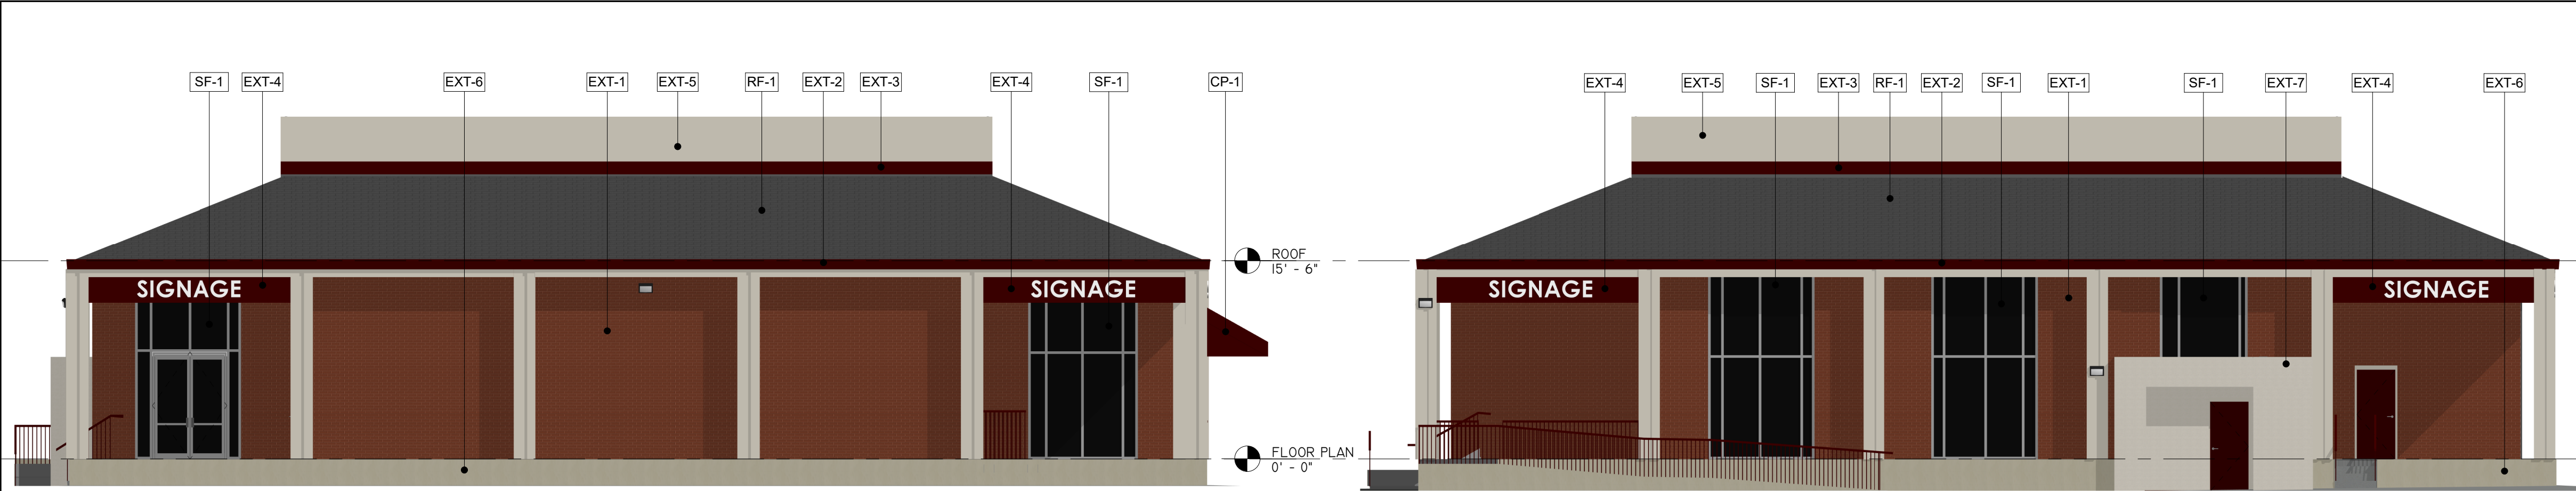 SF-1 EXT-4 EXT-6 EXT-1 EXT-5 RF-1 EXT-2 EXT-3 EXT-4 SF-1 CP-1
EXT-4 EXT-5 SF-1 EXT-3 RF-1 EXT-2 SF-1 EXT-1 SF-1 EXT-7 EXT-4 EXT-6
ROOF
15' - 6"
SIGNAGE SIGNAGE
SIGNAGE SIGNAGE
FLOOR PLAN
0' - 0"